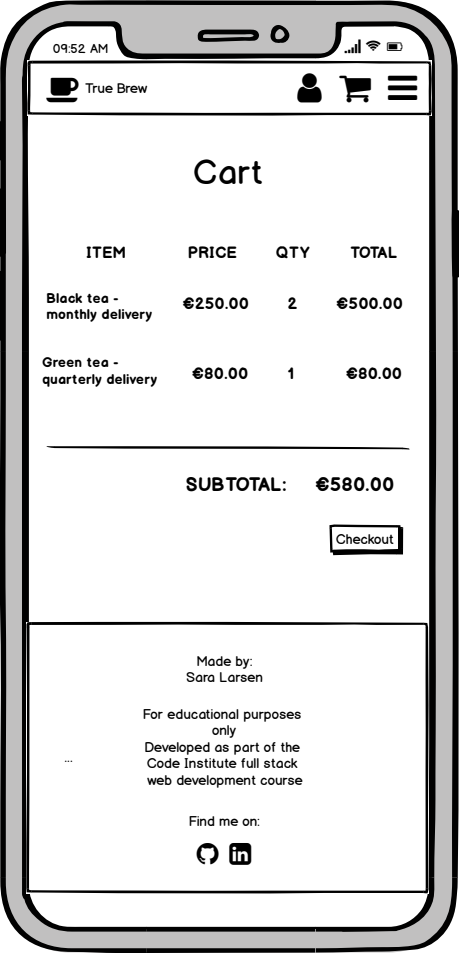 09:52 AM
True Brew
Cart
ITEM PRICE QTY TOTAL
Black tea -
monthly delivery €250.00 2 €500.00
Green tea -
quarterly delivery €80.00 1 €80.00
SUBTOTAL: €580.00
Checkout
Made by:
Sara Larsen
For educational purposes
only
Developed as part of the
...
Code Institute full stack
web development course
Find me on:
in